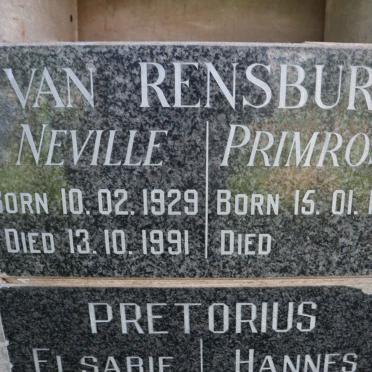 VAN RENSBUR
NEVILLE PRIMRO
BORN 10.02.1929 BORN 15.01.1
DIED 13.10.1991 DIED
PRETORIUS
ELSABIE HANNES